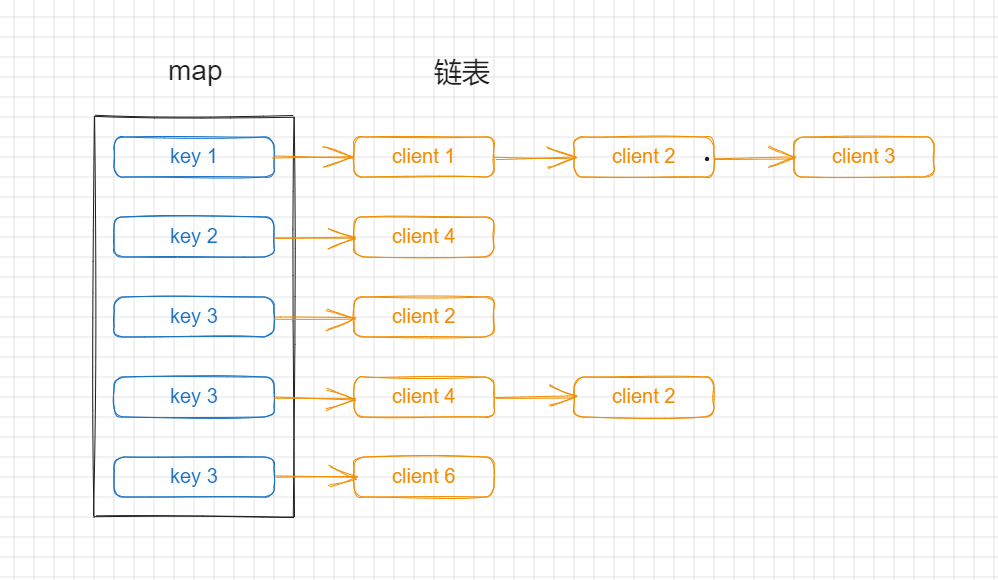 map 链表
key 1 client 1 client 2 client 3
key 2 client 4
key 3 client 2
key 3 client 4 client 2
key 3 client 6